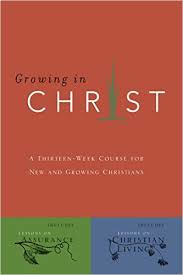 Growing in
CHRIST
A THIRTEEN-WEEK COURSE FOR
NEW AND GROWING CHRISTIANS
INCLUDES
LESSONS ON
ASSURANCE
INCLUDES
LESSONS ON
CHRISTIAN
LIVING